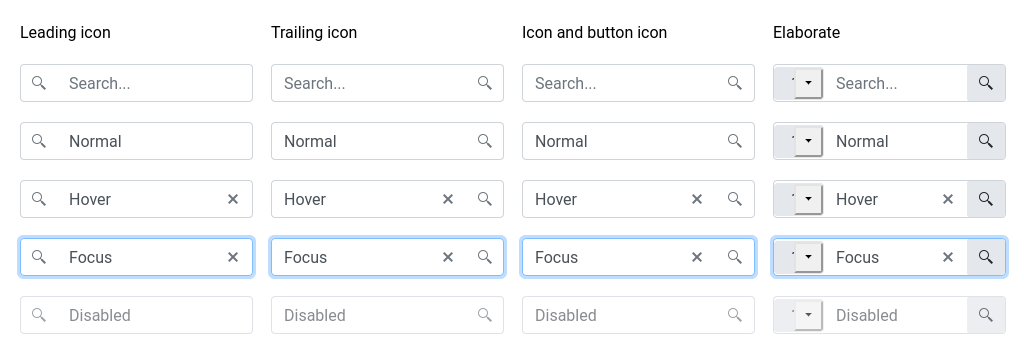 Leading icon Trailing icon Icon and button icon Elaborate
Search... Search... Search... Search...
Normal Normal Normal Normal
Hover Hover Hover Hover
Focus Focus Focus Focus
Disabled Disabled Disabled Disabled